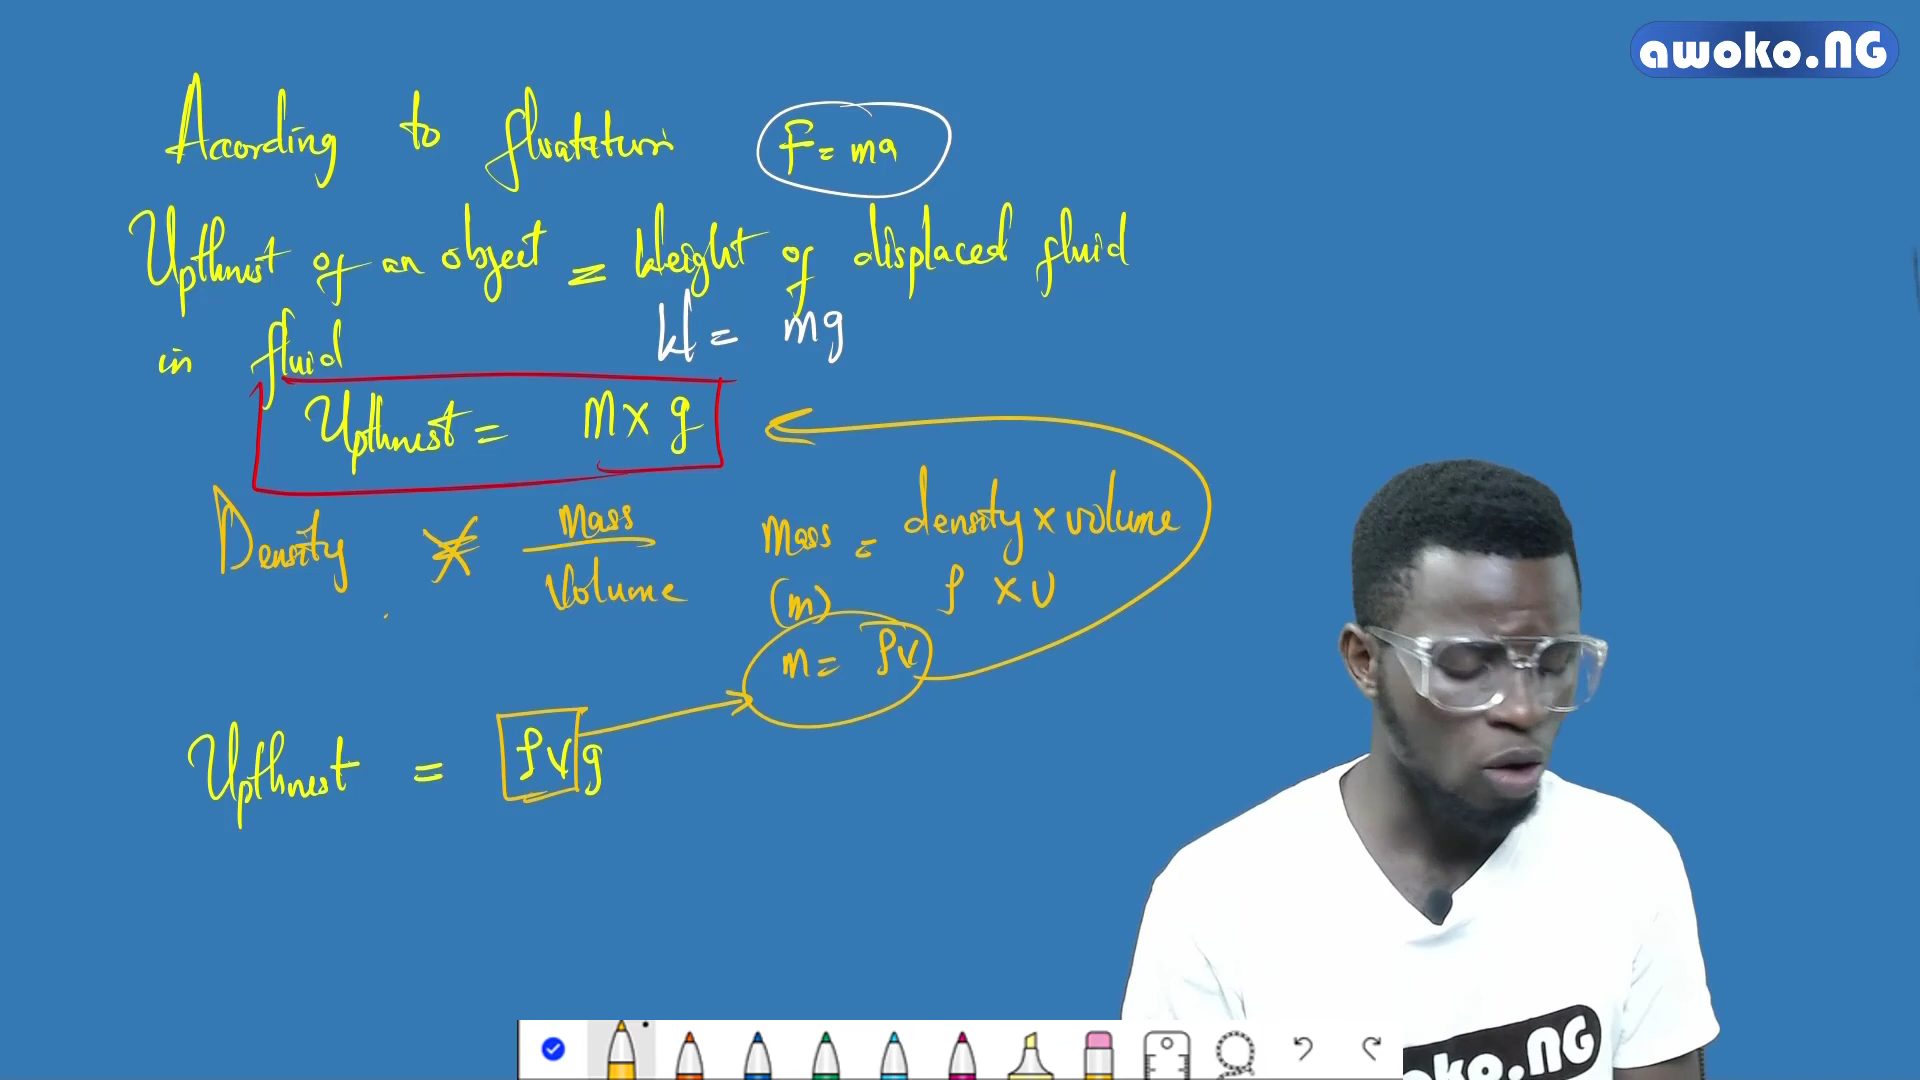 awoko.NG
According to floatation F = ma
Upthrust of an object = Weight of displaced fluid
in fluid W = mg
Upthrust = m x g
Density = Mass / Volume Mass = density x volume
(m) ρ x v
m = ρv
Upthrust = ρvg
oko.NG